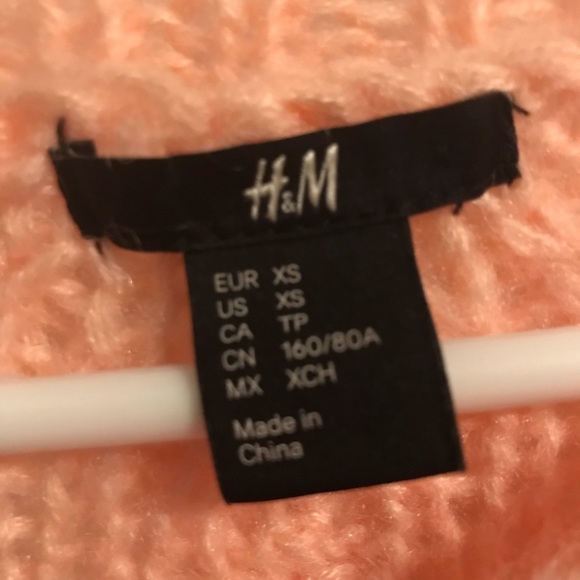 H&M
EUR XS
US XS
CA TP
CN 160/80A
MX XCH
Made in
China